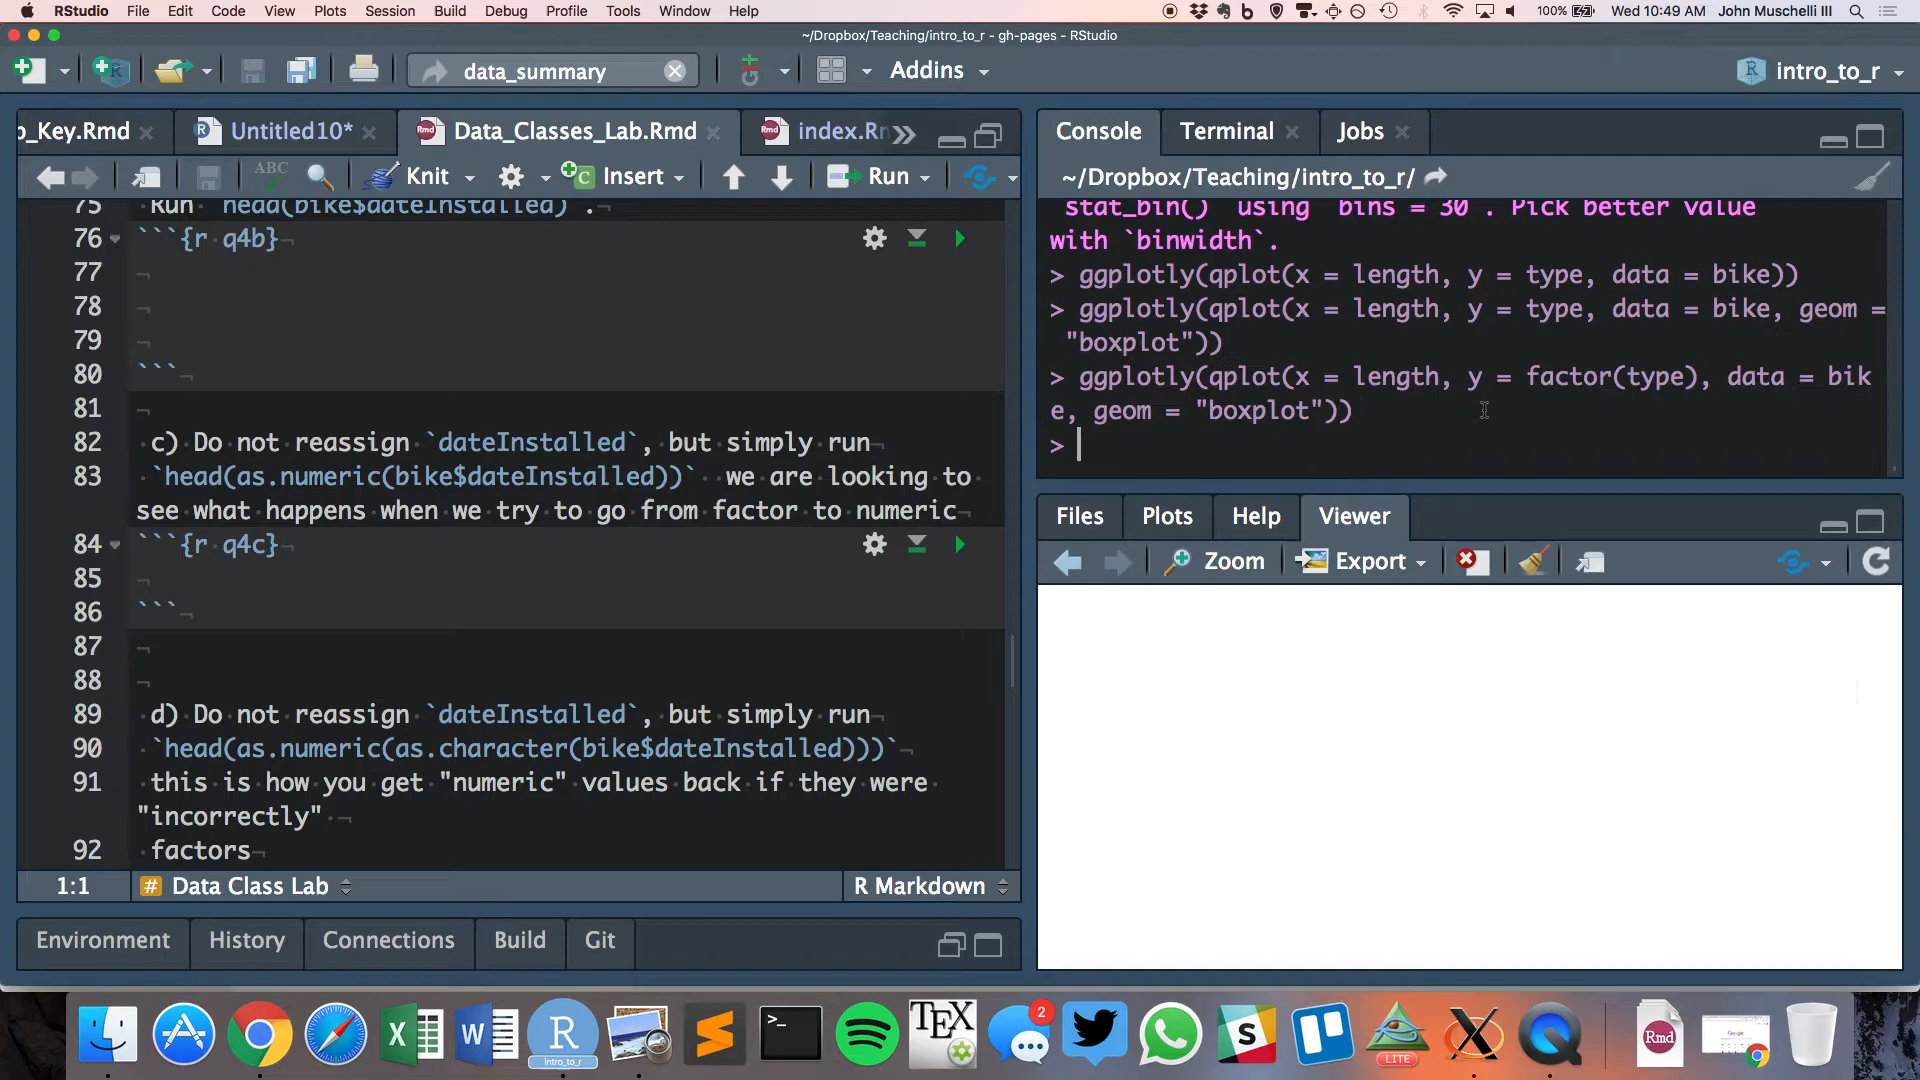 RStudio File Edit Code View Plots Session Build Debug Profile Tools Window Help 100% Wed 10:49 AM John Muschelli III
~/Dropbox/Teaching/intro_to_r - gh-pages - RStudio
data_summary Addins intro_to_r
b_Key.Rmd Untitled10* Data_Classes_Lab.Rmd index.Rm
ABC Knit Insert Run
75 Run `head(bike$dateInstalled)`.
76 ```{r q4b}
77
78
79
80 ```
81
82 c) Do not reassign `dateInstalled`, but simply run
83 `head(as.numeric(bike$dateInstalled))` we are looking to
see what happens when we try to go from factor to numeric
84 ```{r q4c}
85
86 ```
87
88
89 d) Do not reassign `dateInstalled`, but simply run
90 `head(as.numeric(as.character(bike$dateInstalled)))`
91 this is how you get "numeric" values back if they were
"incorrectly"
92 factors
1:1 # Data Class Lab R Markdown
Environment History Connections Build Git
Console Terminal Jobs
~/Dropbox/Teaching/intro_to_r/
`stat_bin()` using `bins = 30`. Pick better value
with `binwidth`.
> ggplotly(qplot(x = length, y = type, data = bike))
> ggplotly(qplot(x = length, y = type, data = bike, geom =
"boxplot"))
> ggplotly(qplot(x = length, y = factor(type), data = bik
e, geom = "boxplot"))
>
Files Plots Help Viewer
Zoom Export
W R intro_to_r >_ TEX 2 S LITE X Rmd Google